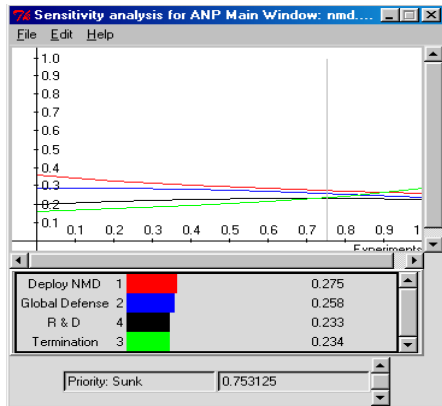 Sensitivity analysis for ANP Main Window: nmd....
File Edit Help
1.0
0.9
0.8
0.7
0.6
0.5
0.4
0.3
0.2
0.1
0.1 0.2 0.3 0.4 0.5 0.6 0.7 0.8 0.9 1
Experiments
Deploy NMD 1 0.275
Global Defense 2 0.258
R & D 4 0.233
Termination 3 0.234
Priority: Sunk 0.753125